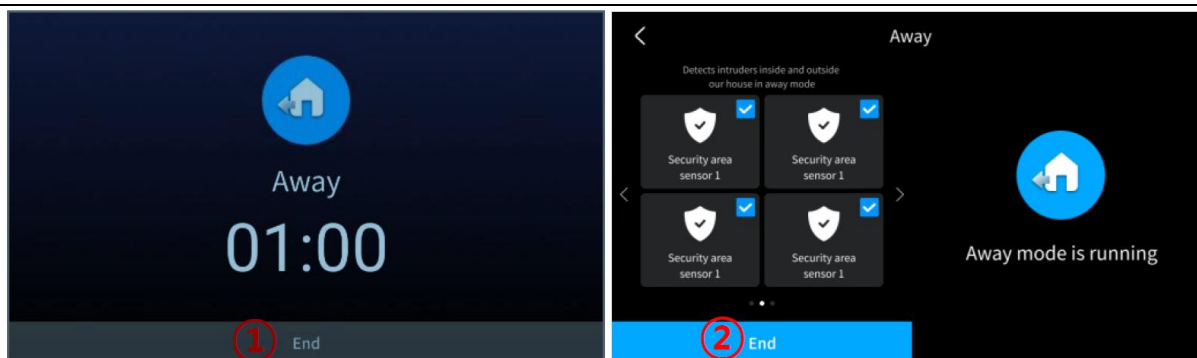 Away
01:00
① End
Away
Detects intruders inside and outside
our house in away mode
Security area
sensor 1
Security area
sensor 1
Security area
sensor 1
Security area
sensor 1
② End
Away mode is running